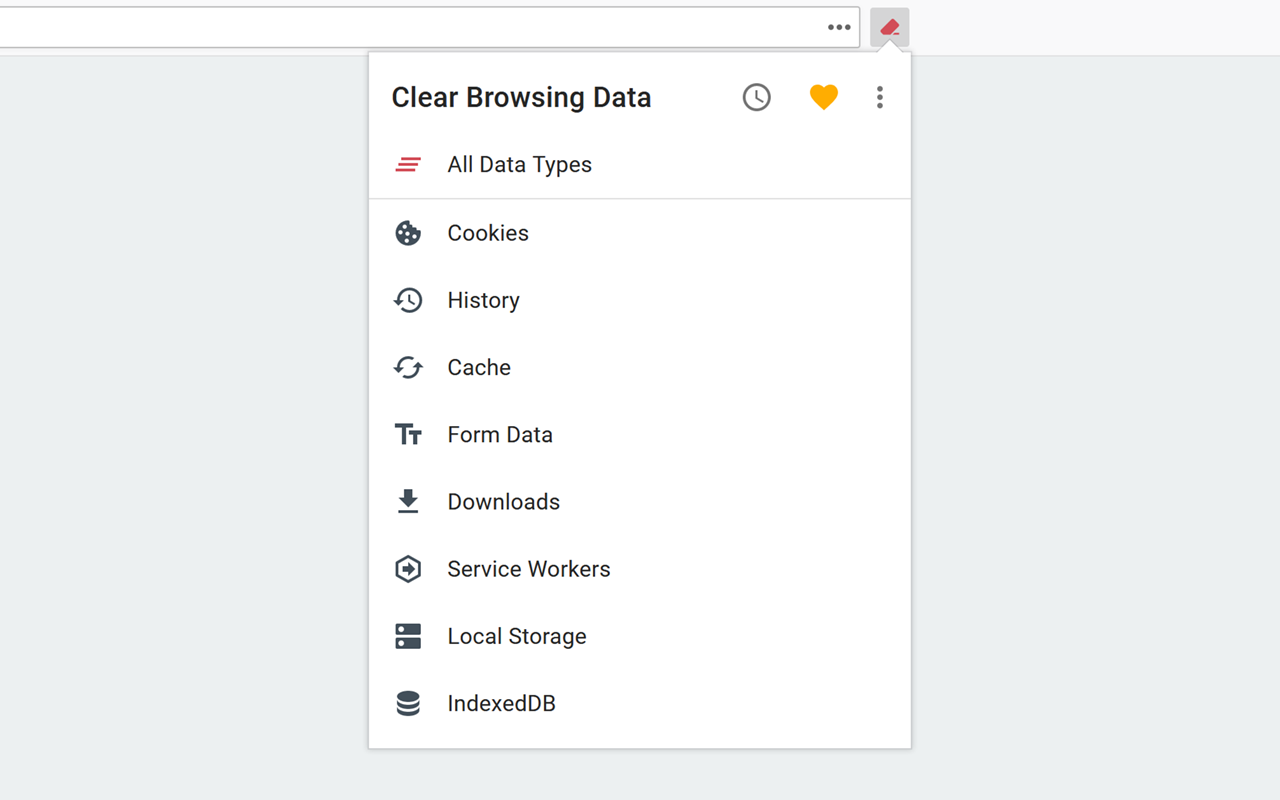 Clear Browsing Data
All Data Types
Cookies
History
Cache
Form Data
Downloads
Service Workers
Local Storage
IndexedDB